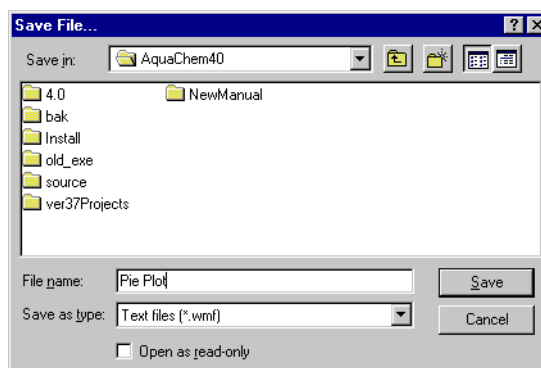 Save File...
Save in: AquaChem40
4.0 NewManual
bak
Install
old_exe
source
ver37Projects
File name: Pie Plot Save
Save as type: Text files (*.wmf) Cancel
Open as read-only